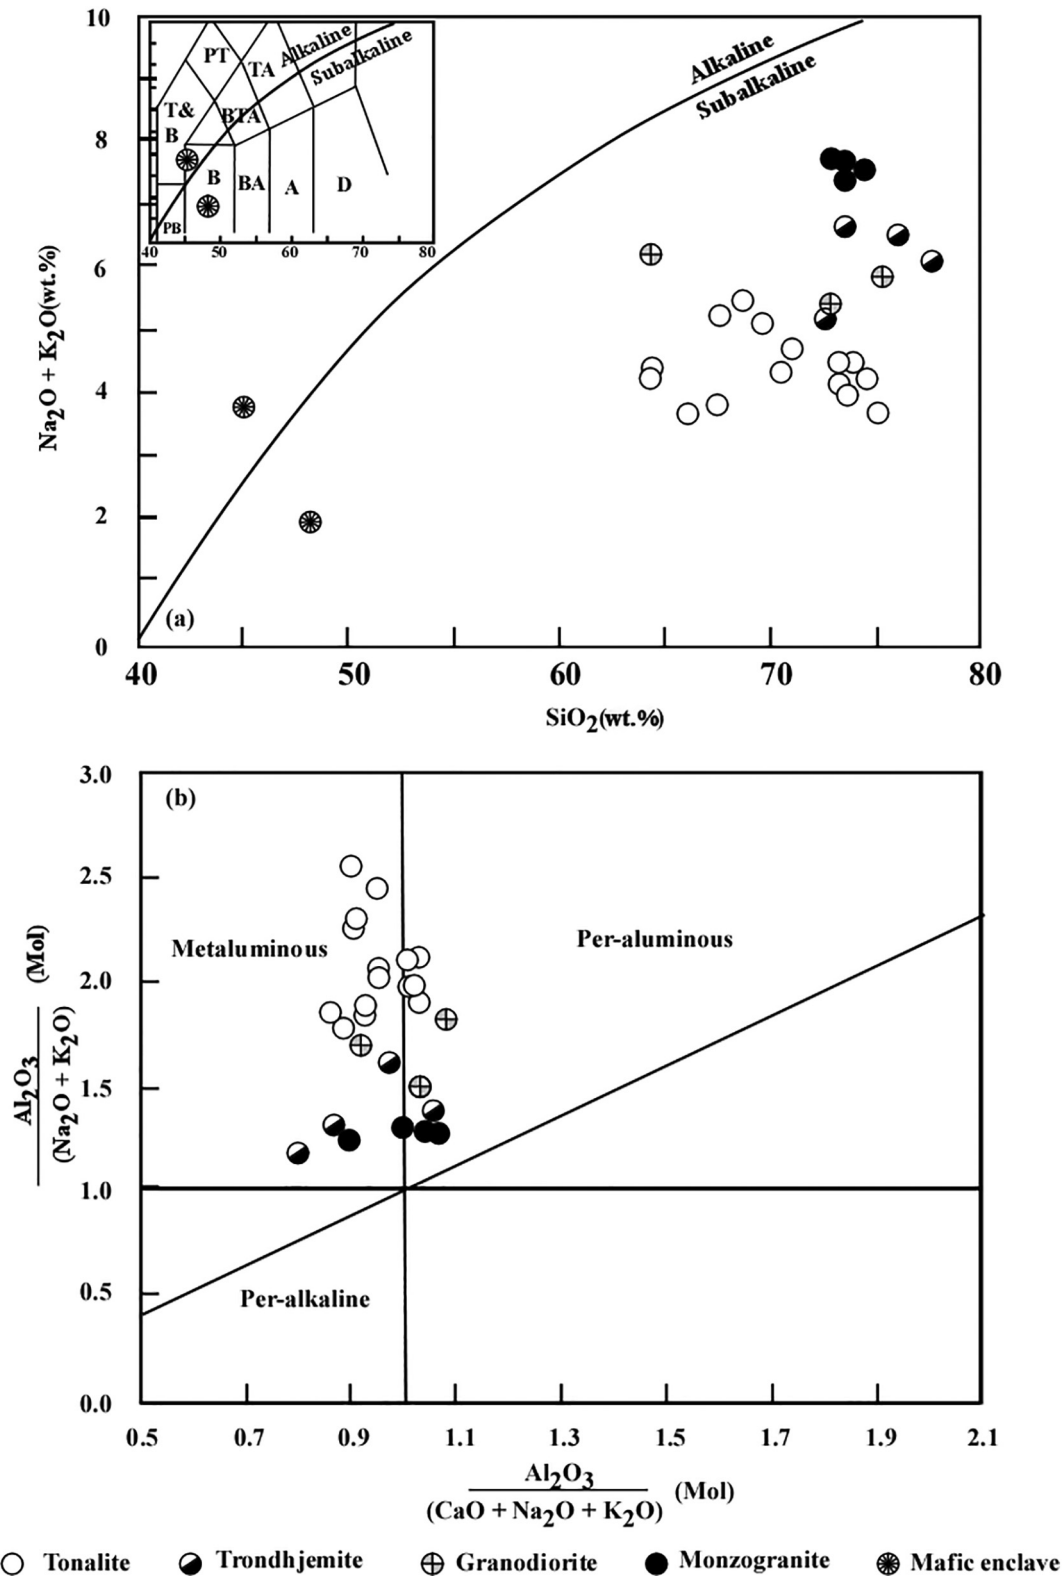 10
8
6
4
2
0
Na2O + K2O(wt.%)
PT
TA
Alkaline
Subalkaline
T&
B
BTA
B
BA
A
D
PB
40 50 60 70 80
Alkaline
Subalkaline
(a)
40 50 60 70 80
SiO2(wt.%)
3.0
2.5
2.0
1.5
1.0
0.5
0.0
(b)
Al2O3
(Na2O + K2O)
(Mol)
Metaluminous
Per-aluminous
Per-alkaline
0.5 0.7 0.9 1.1 1.3 1.5 1.7 1.9 2.1
Al2O3
(CaO + Na2O + K2O)
(Mol)
Tonalite Trondhjemite Granodiorite Monzogranite Mafic enclave